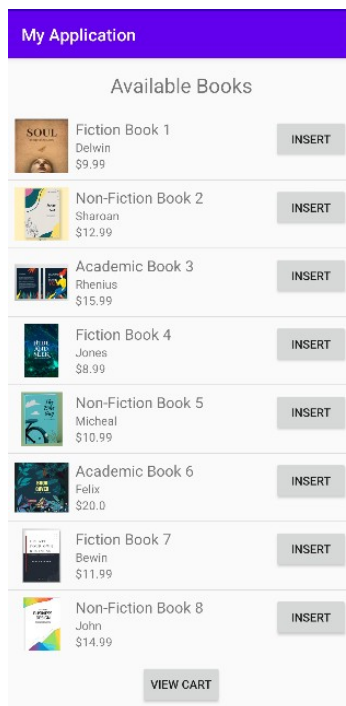 My Application
Available Books
SOUL
Fiction Book 1
Delwin
$9.99
INSERT
Non-Fiction Book 2
Sharqan
$12.99
INSERT
Academic Book 3
Rhenius
$15.99
INSERT
Fiction Book 4
Jones
$8.99
INSERT
Non-Fiction Book 5
Micheal
$10.99
INSERT
Academic Book 6
Felix
$20.0
INSERT
Fiction Book 7
Bewin
$11.99
INSERT
Non-Fiction Book 8
John
$14.99
INSERT
VIEW CART